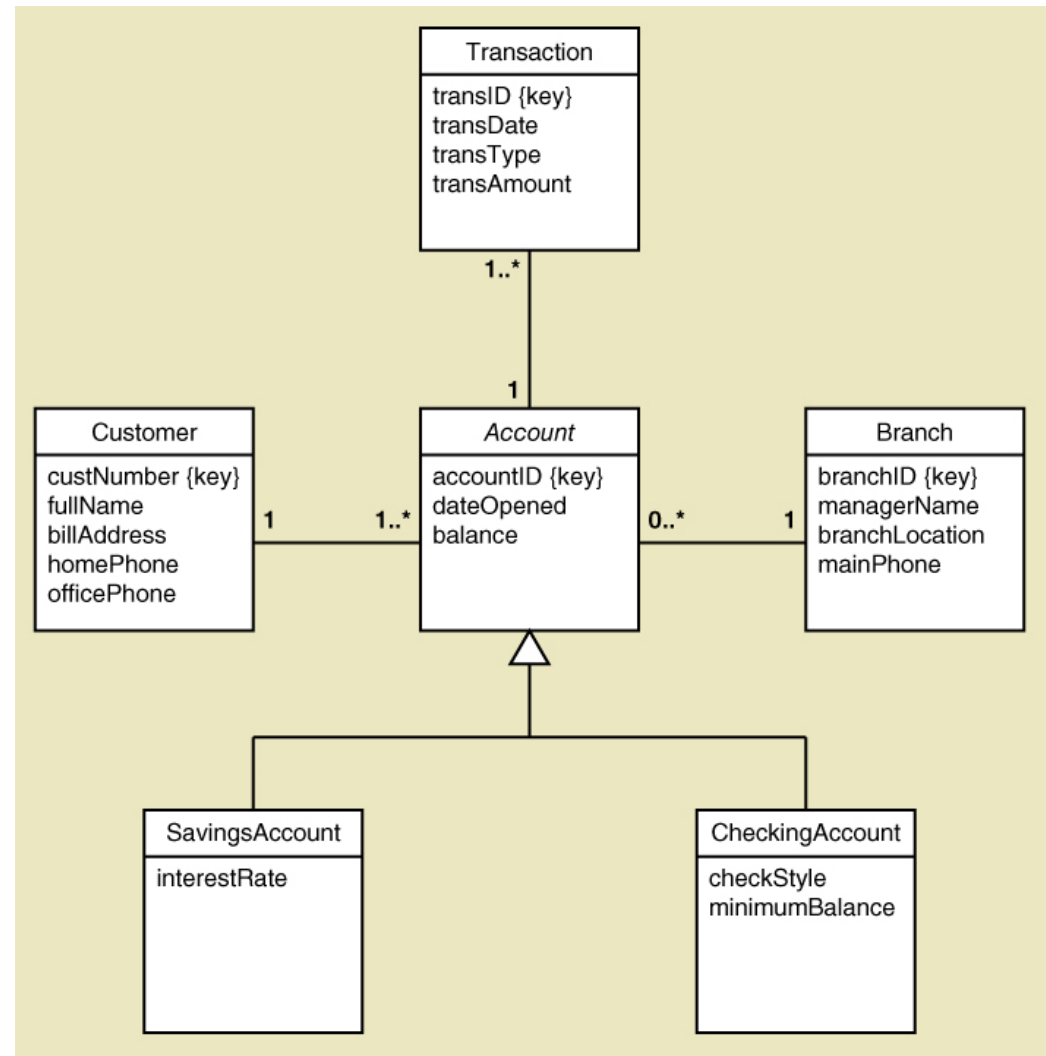 Transaction
transID {key}
transDate
transType
transAmount
1..*
1
Customer
custNumber {key}
fullName
billAddress
homePhone
officePhone
1
1..*
Account
accountID {key}
dateOpened
balance
0..*
1
Branch
branchID {key}
managerName
branchLocation
mainPhone
SavingsAccount
interestRate
CheckingAccount
checkStyle
minimumBalance